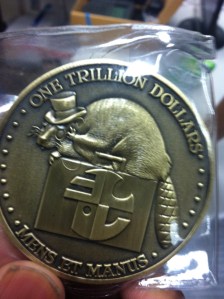 · ONE TRILLION DOLLARS ·
· MENS ET MANUS ·